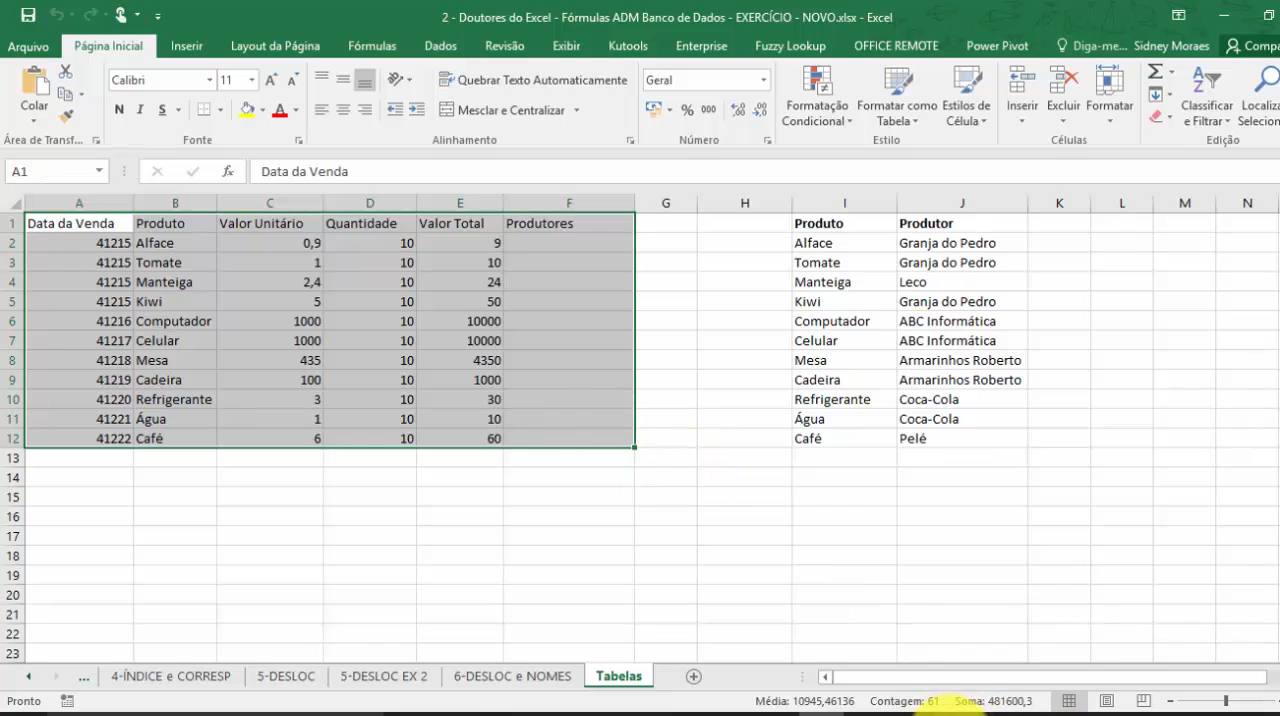 2 - Doutores do Excel - Fórmulas ADM Banco de Dados - EXERCÍCIO - NOVO.xlsx - Excel
Arquivo Página Inicial Inserir Layout da Página Fórmulas Dados Revisão Exibir Kutools Enterprise Fuzzy Lookup OFFICE REMOTE Power Pivot Diga-me... Sidney Moraes Compa
Colar
Calibri 11
Quebrar Texto Automaticamente
Geral
N I S
Mesclar e Centralizar
% 000
Formatação Condicional
Formatar como Tabela
Estilos de Célula
Inserir Excluir Formatar
Classificar e Filtrar
Localiza
Selecion
Área de Transf... Fonte Alinhamento Número Estilo Células Edição
A1 fx Data da Venda
A B C D E F G H I J K L M N
1 Data da Venda Produto Valor Unitário Quantidade Valor Total Produtores Produto Produtor
2 41215 Alface 0,9 10 9 Alface Granja do Pedro
3 41215 Tomate 1 10 10 Tomate Granja do Pedro
4 41215 Manteiga 2,4 10 24 Manteiga Leco
5 41215 Kiwi 5 10 50 Kiwi Granja do Pedro
6 41216 Computador 1000 10 10000 Computador ABC Informática
7 41217 Celular 1000 10 10000 Celular ABC Informática
8 41218 Mesa 435 10 4350 Mesa Armarinhos Roberto
9 41219 Cadeira 100 10 1000 Cadeira Armarinhos Roberto
10 41220 Refrigerante 3 10 30 Refrigerante Coca-Cola
11 41221 Água 1 10 10 Água Coca-Cola
12 41222 Café 6 10 60 Café Pelé
13
14
15
16
17
18
19
20
21
22
23
... 4-ÍNDICE e CORRESP 5-DESLOC 5-DESLOC EX 2 6-DESLOC e NOMES Tabelas
Pronto Média: 10945,46136 Contagem: 61 Soma: 481600,3